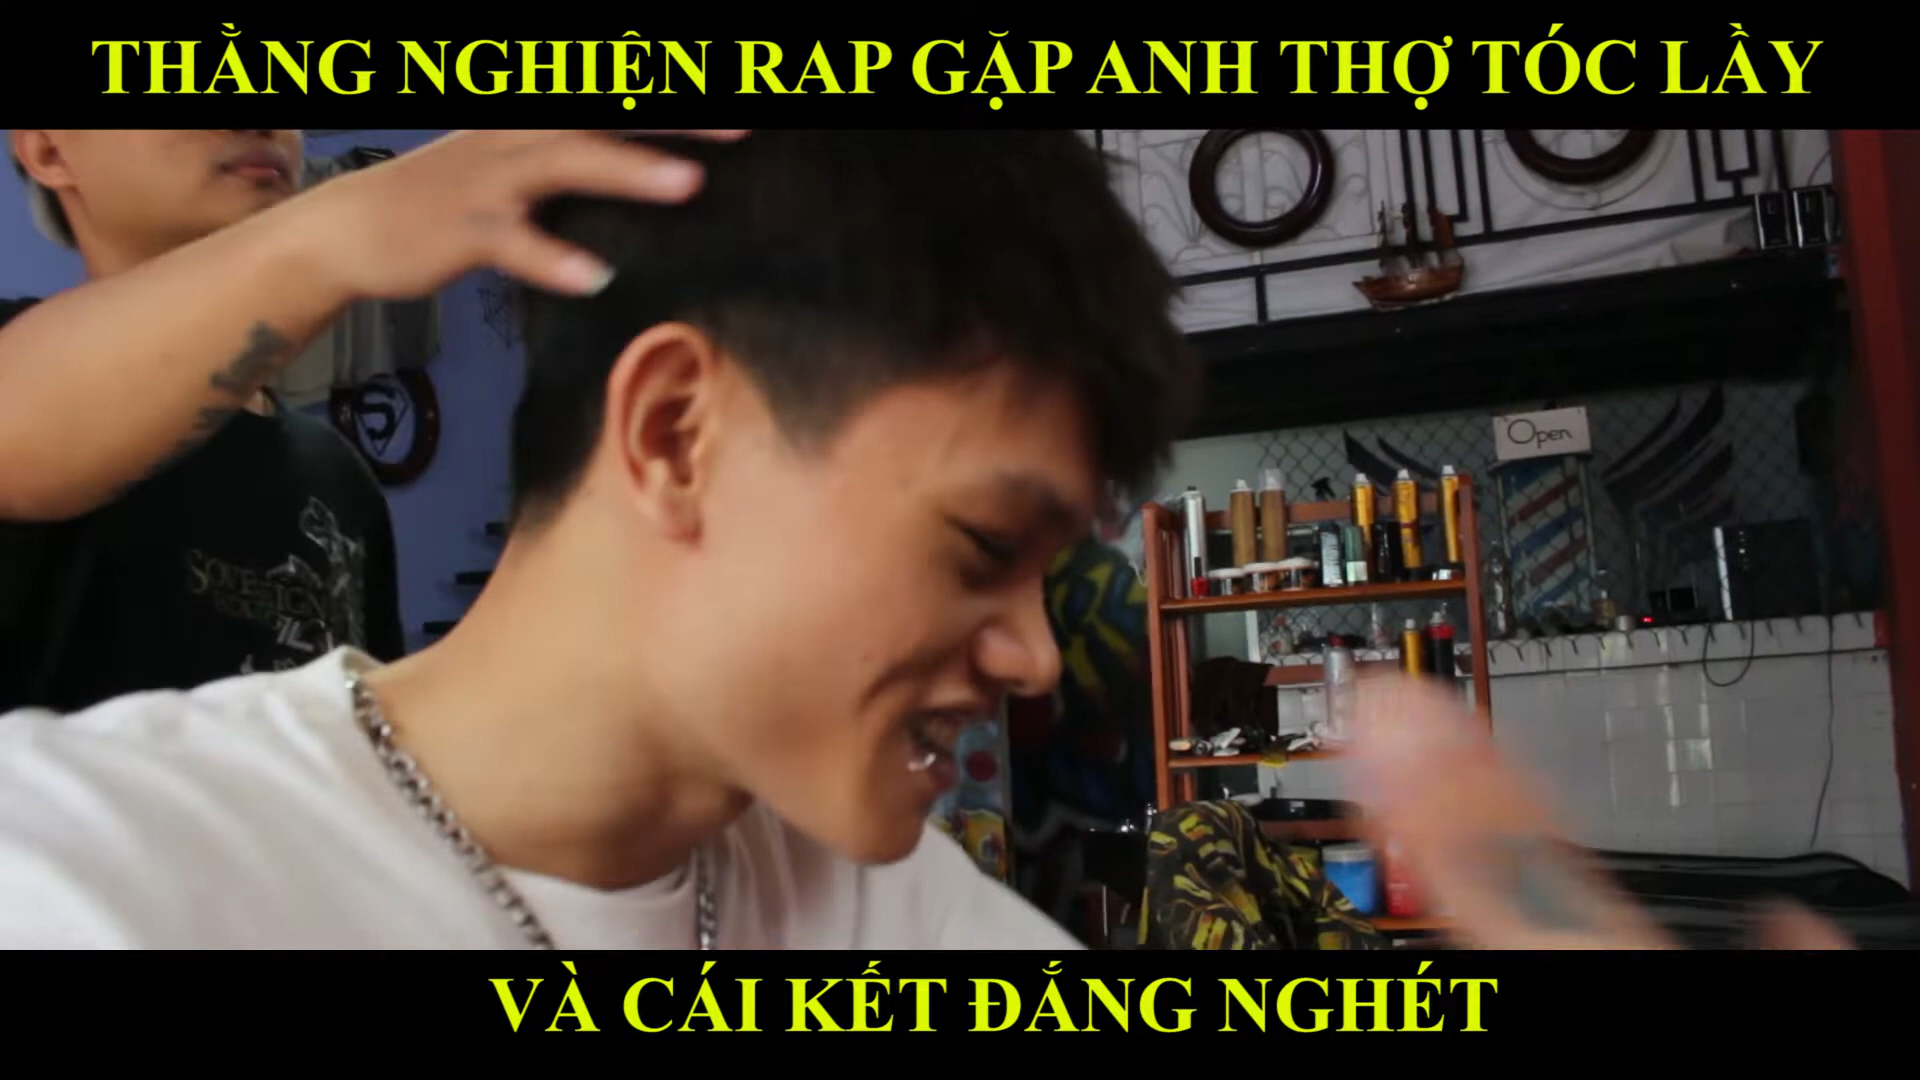 THẰNG NGHIỆN RAP GẶP ANH THỢ TÓC LẦY
S
Open
VÀ CÁI KẾT ĐẮNG NGHÉT